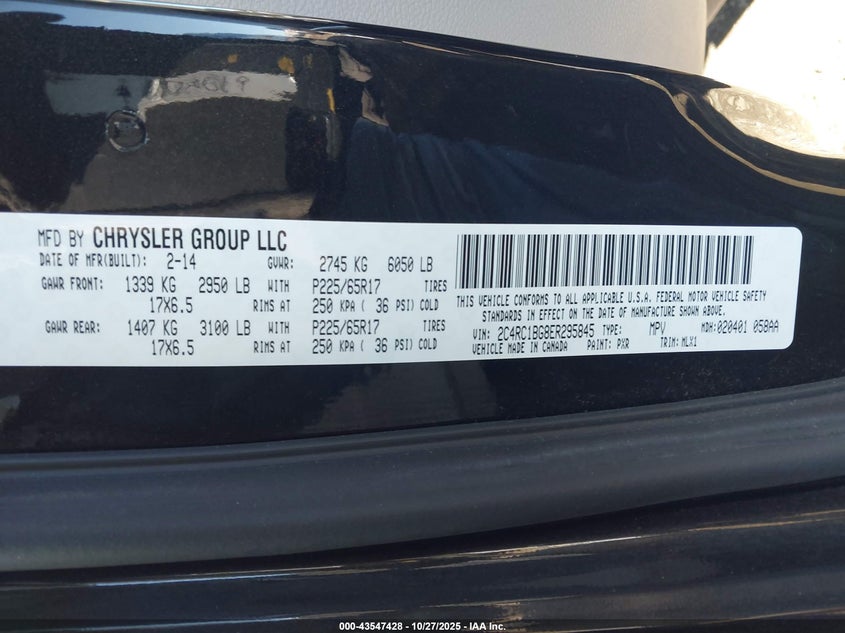 MFD BY CHRYSLER GROUP LLC
DATE OF MFR(BUILT): 2-14 GVWR: 2745 KG 6050 LB
GAWR FRONT: 1339 KG 2950 LB WITH P225/65R17 TIRES
17X6.5 RIMS AT 250 KPA ( 36 PSI) COLD
GAWR REAR: 1407 KG 3100 LB WITH P225/65R17 TIRES
17X6.5 RIMS AT 250 KPA ( 36 PSI) COLD
THIS VEHICLE CONFORMS TO ALL APPLICABLE U.S.A. FEDERAL MOTOR VEHICLE SAFETY
STANDARDS IN EFFECT ON THE DATE OF MANUFACTURE SHOWN ABOVE.
VIN: 2C4RC1BG8ER295845 TYPE: MPV MDH:020401 058AA
VEHICLE MADE IN CANADA PAINT: PXR TRIM: MLX1
000-43547428 - 10/27/2025 - IAA Inc.